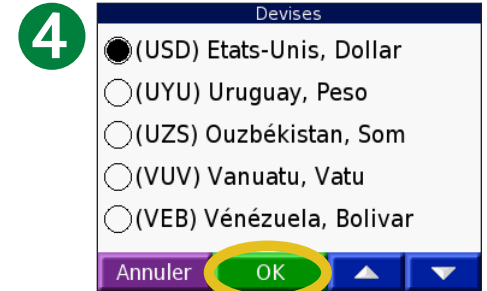 4
Devises
(USD) Etats-Unis, Dollar
(UYU) Uruguay, Peso
(UZS) Ouzbékistan, Som
(VUV) Vanuatu, Vatu
(VEB) Vénézuela, Bolivar
Annuler OK